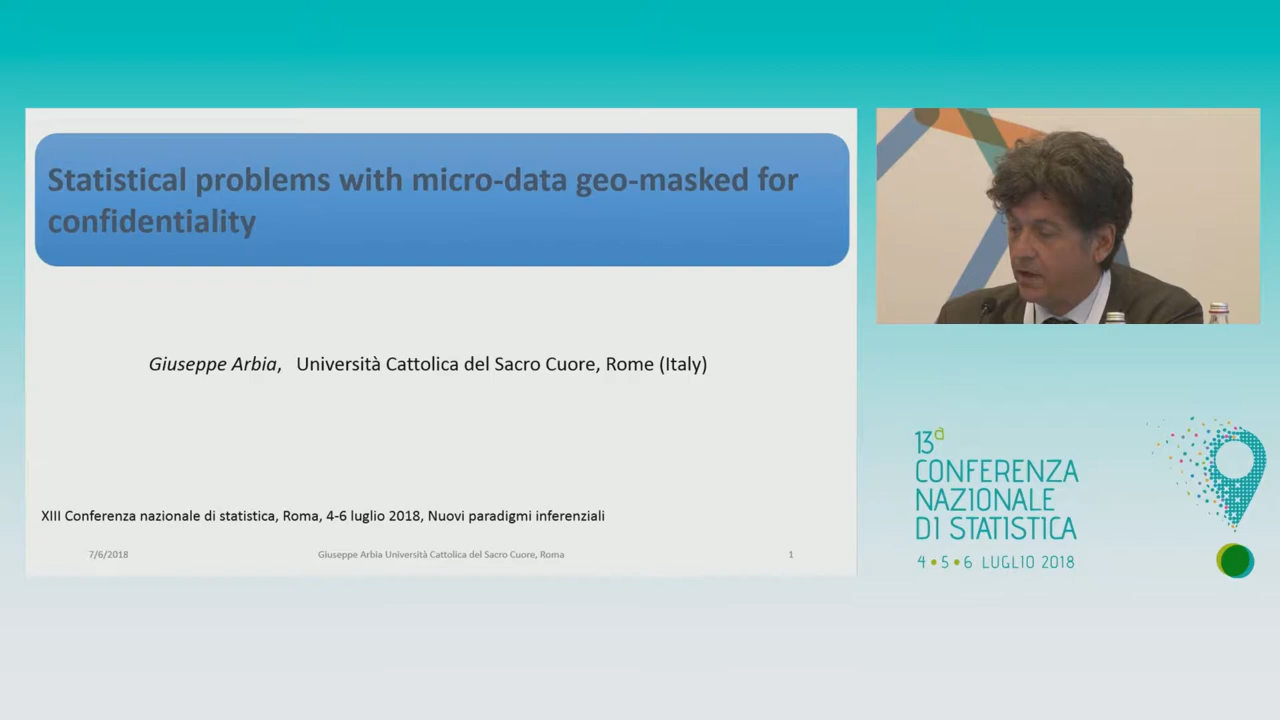 Statistical problems with micro-data geo-masked for
confidentiality
Giuseppe Arbia, Università Cattolica del Sacro Cuore, Rome (Italy)
XIII Conferenza nazionale di statistica, Roma, 4-6 luglio 2018, Nuovi paradigmi inferenziali
7/6/2018 Giuseppe Arbia Università Cattolica del Sacro Cuore, Roma 1
13a
CONFERENZA
NAZIONALE
DI STATISTICA
4 • 5 • 6 LUGLIO 2018